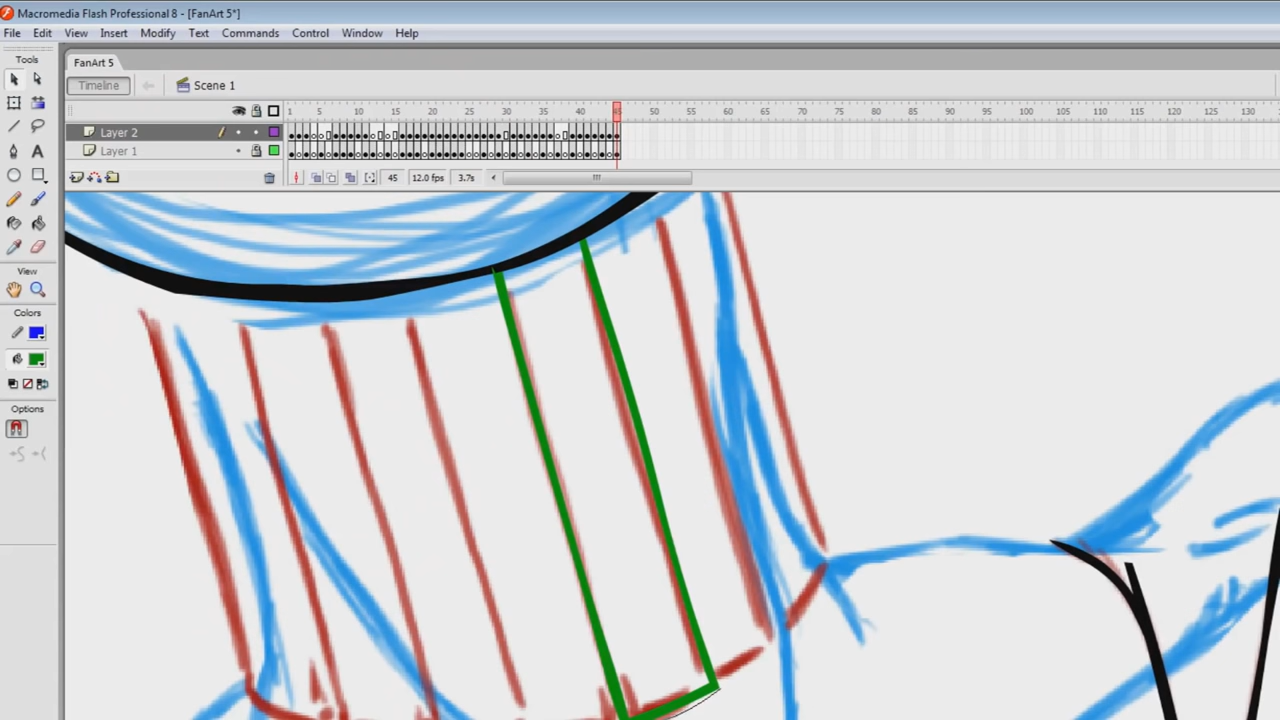 Macromedia Flash Professional 8 - [FanArt 5*]
File Edit View Insert Modify Text Commands Control Window Help
Tools
FanArt 5
Timeline Scene 1
1 5 10 15 20 25 30 35 40 45 50 55 60 65 70 75 80 85 90 95 100 105 110 115 120 125 130
Layer 2
Layer 1
45 12.0 fps 3.7s
View
Colors
Options